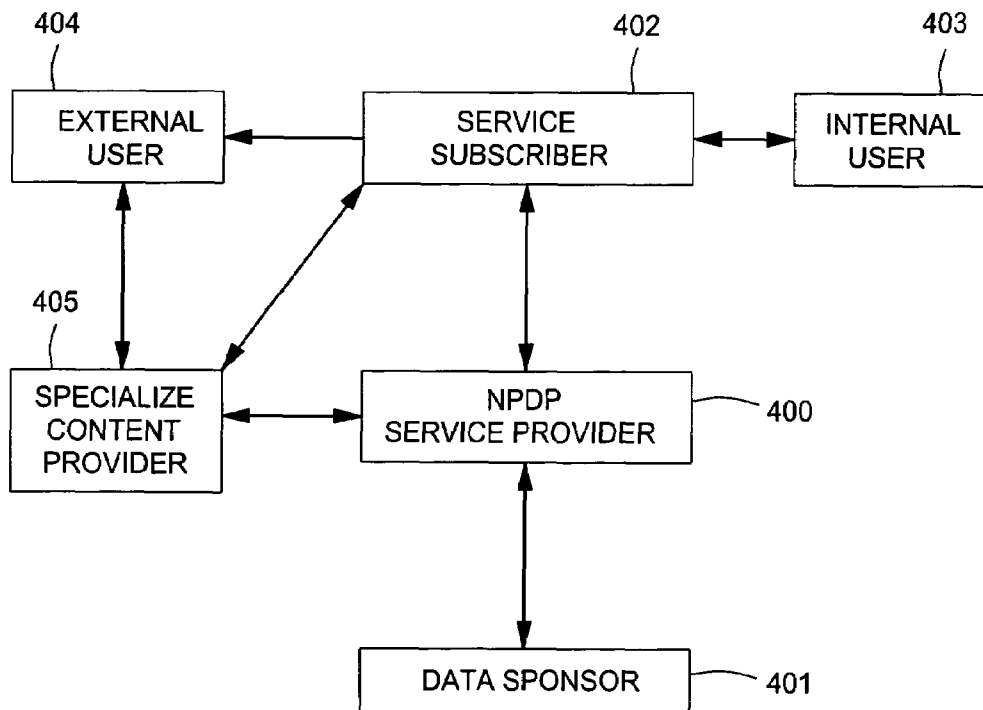 404
402
403
EXTERNAL
USER
SERVICE
SUBSCRIBER
INTERNAL
USER
405
SPECIALIZE
CONTENT
PROVIDER
NPDP
SERVICE PROVIDER
400
DATA SPONSOR
401